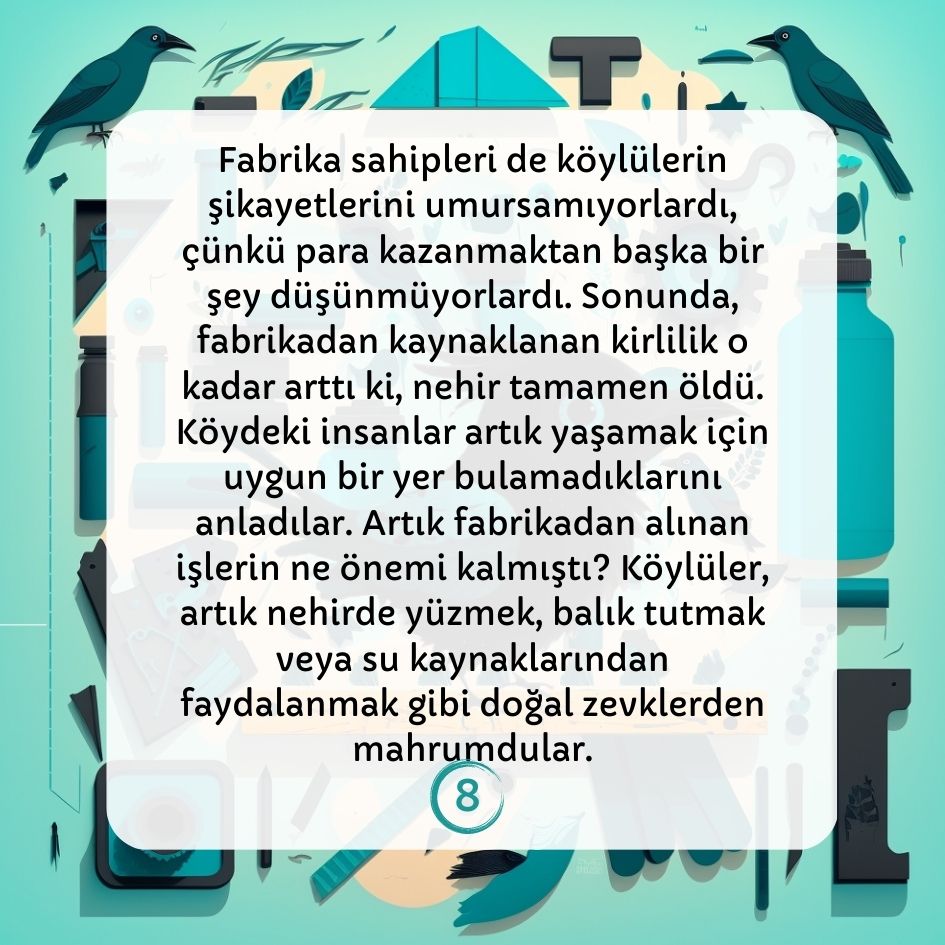 Fabrika sahipleri de köylülerin
şikayetlerini umursamıyorlardı,
çünkü para kazanmaktan başka bir
şey düşünmüyorlardı. Sonunda,
fabrikadan kaynaklanan kirlilik o
kadar arttı ki, nehir tamamen öldü.
Köydeki insanlar artık yaşamak için
uygun bir yer bulamadıklarını
anladılar. Artık fabrikadan alınan
işlerin ne önemi kalmıştı? Köylüler,
artık nehirde yüzmek, balık tutmak
veya su kaynaklarından
faydalanmak gibi doğal zevklerden
mahrumdular.
8